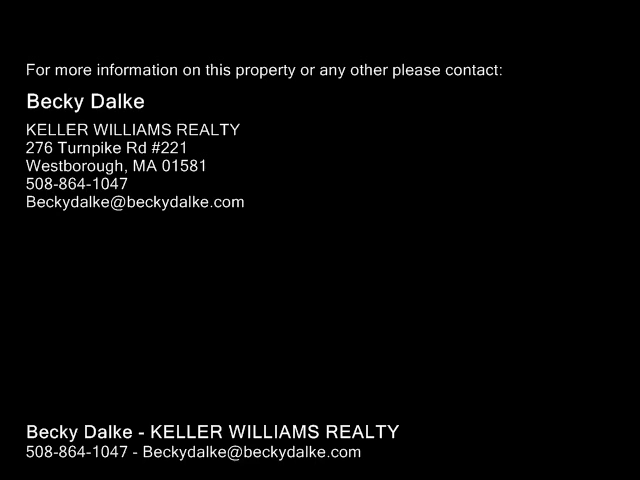 For more information on this property or any other please contact:
Becky Dalke
KELLER WILLIAMS REALTY
276 Turnpike Rd #221
Westborough, MA 01581
508-864-1047
Beckydalke@beckydalke.com
Becky Dalke - KELLER WILLIAMS REALTY
508-864-1047 - Beckydalke@beckydalke.com